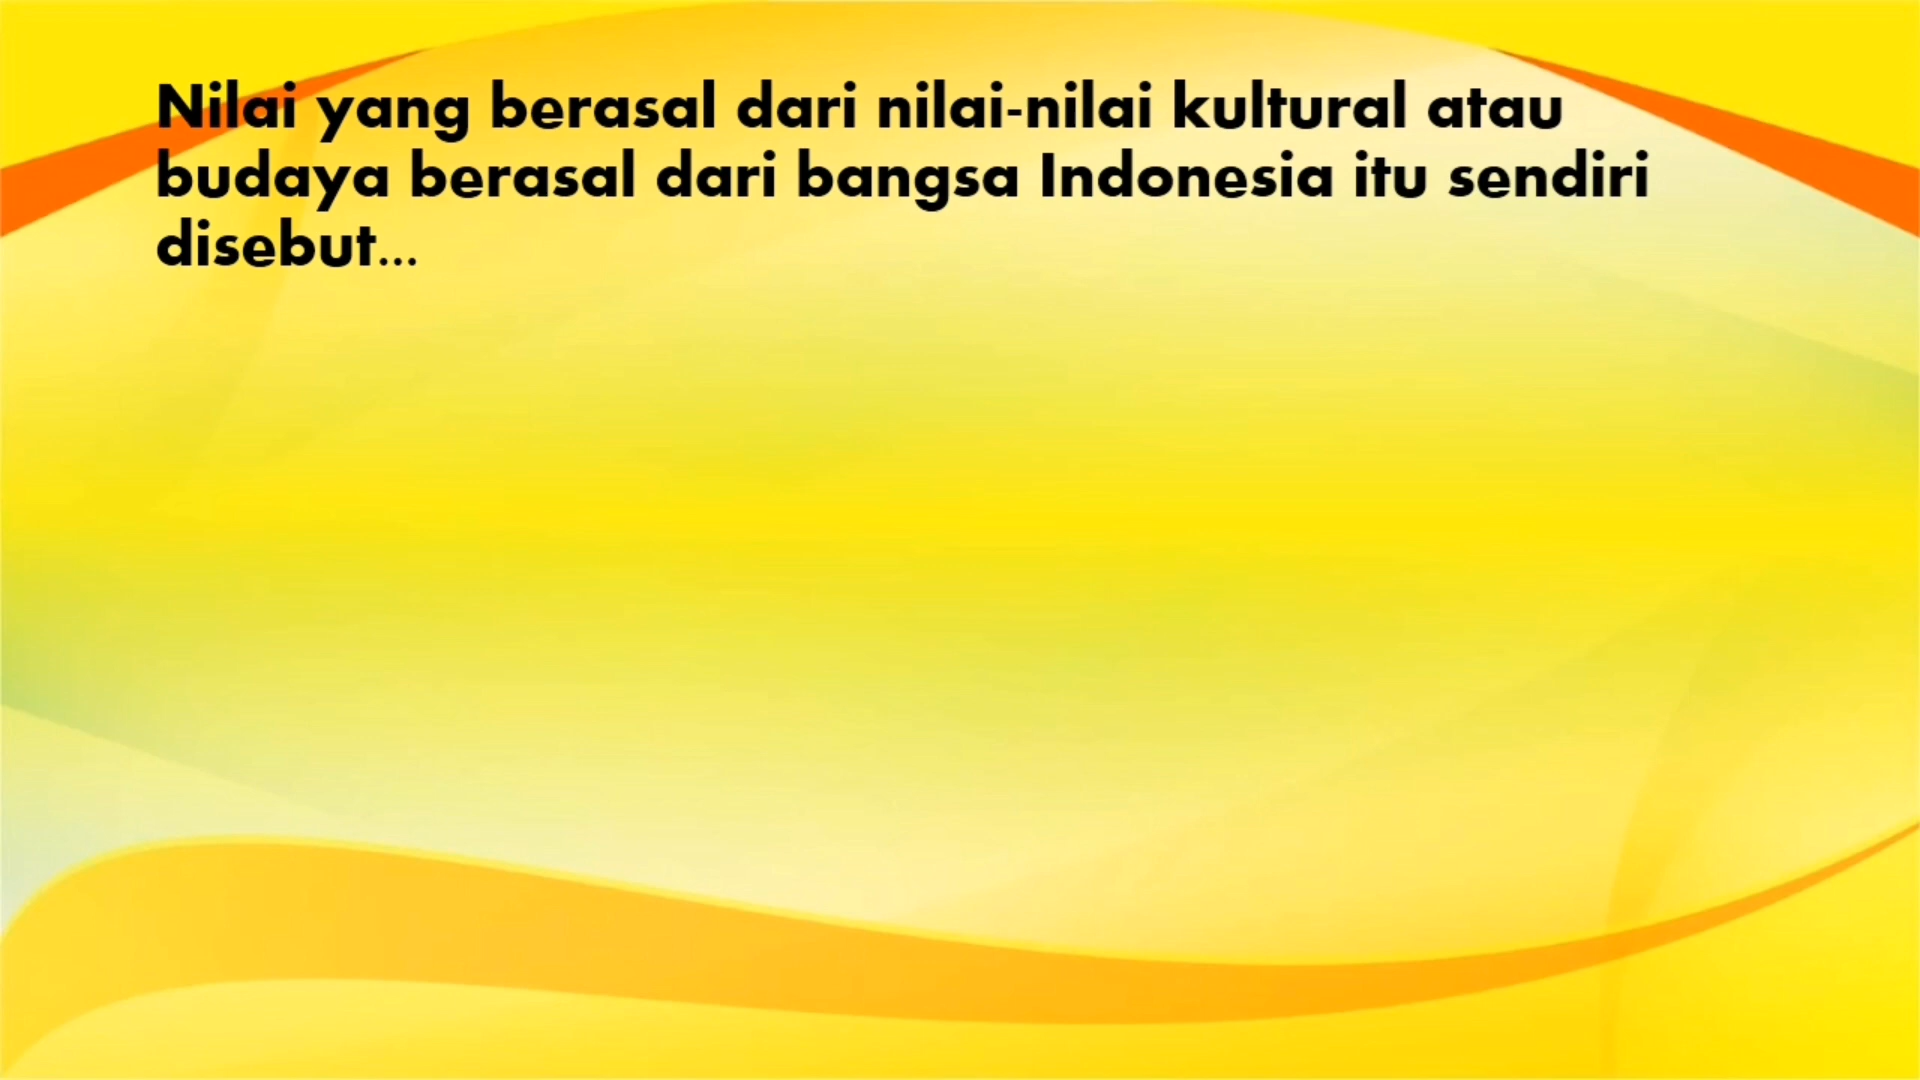 Nilai yang berasal dari nilai-nilai kultural atau
budaya berasal dari bangsa Indonesia itu sendiri
disebut...